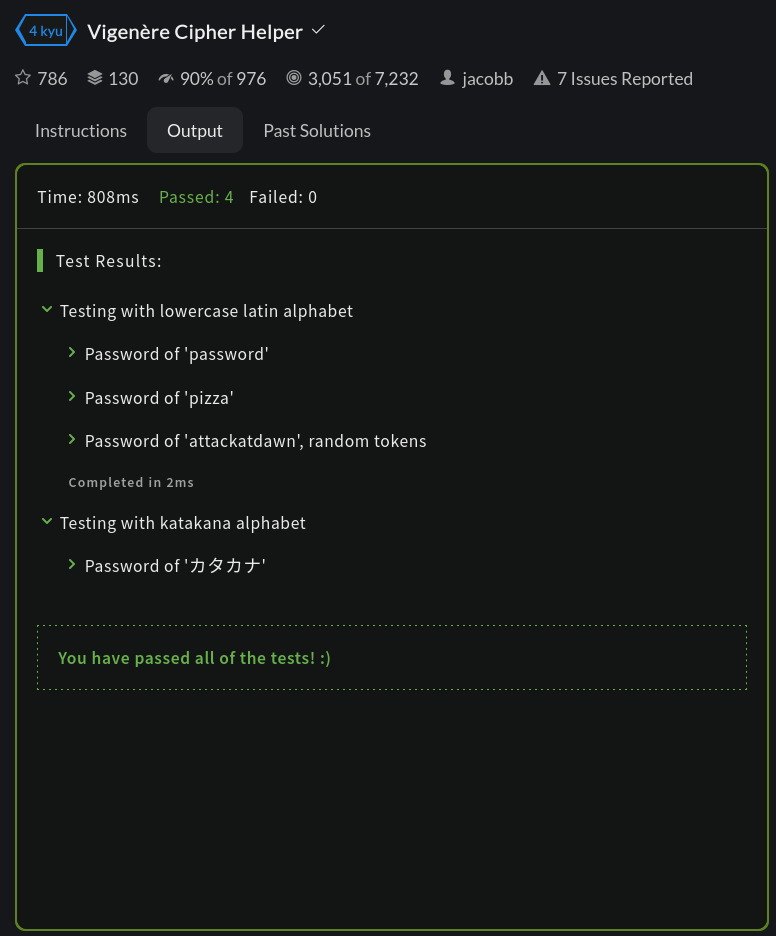 4 kyu Vigenère Cipher Helper
786 130 90% of 976 3,051 of 7,232 jacobb 7 Issues Reported
Instructions Output Past Solutions
Time: 808ms Passed: 4 Failed: 0
Test Results:
Testing with lowercase latin alphabet
Password of 'password'
Password of 'pizza'
Password of 'attackatdawn', random tokens
Completed in 2ms
Testing with katakana alphabet
Password of 'カタカナ'
You have passed all of the tests! :)